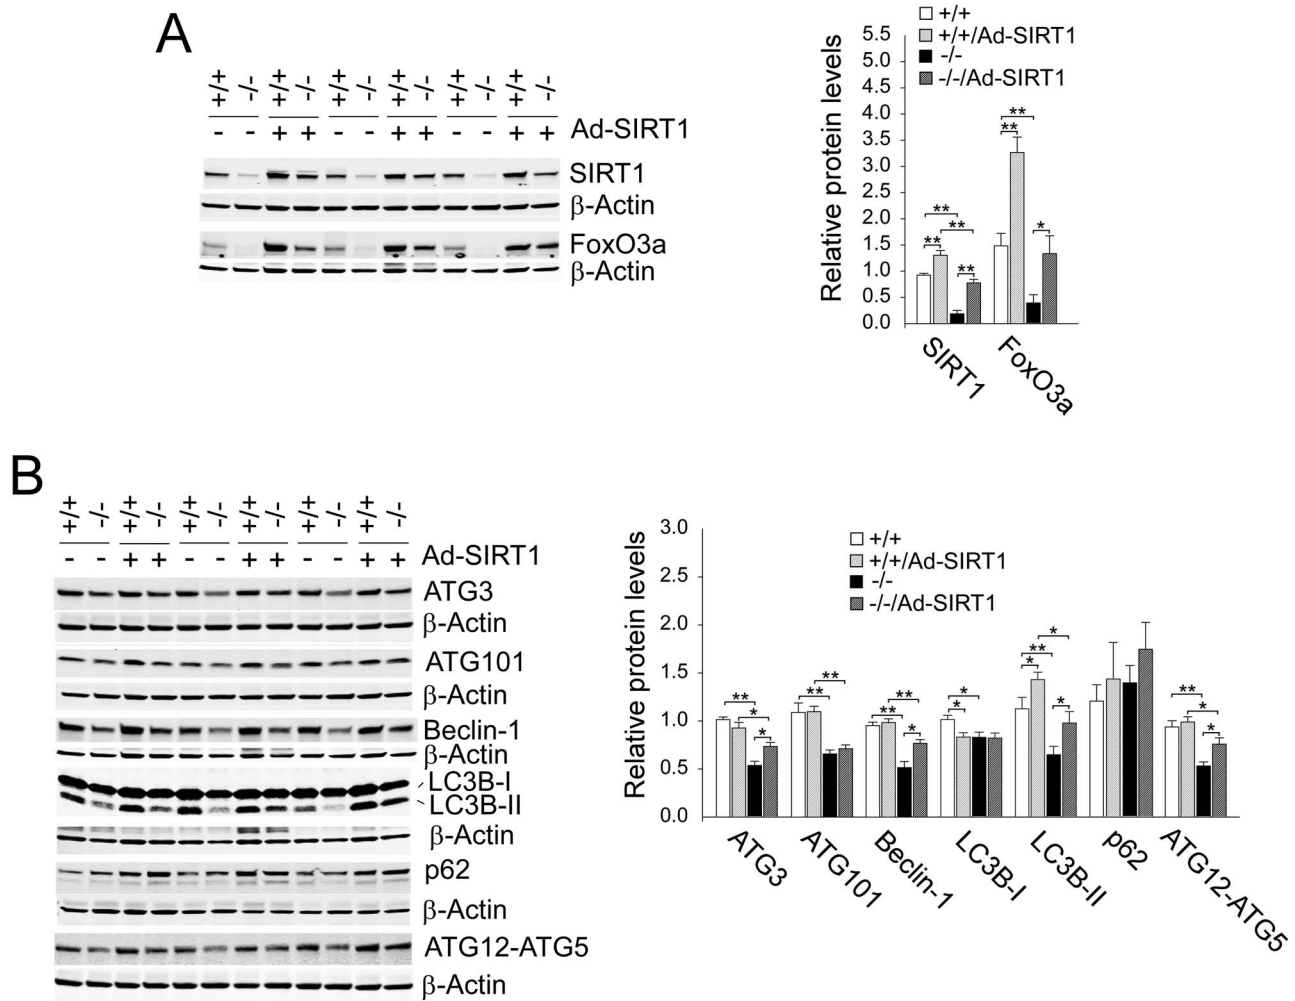 A
+/+ -/- +/+ -/- +/+ -/- +/+ -/- +/+ -/- +/+ -/-
- - + + - - + + - - + + Ad-SIRT1
SIRT1
β-Actin
FoxO3a
β-Actin
+/+
+/+/Ad-SIRT1
-/-
-/-/Ad-SIRT1
Relative protein levels
5.5
5.0
4.5
4.0
3.5
3.0
2.5
2.0
1.5
1.0
0.5
0.0
** ** ** **
** ** *
SIRT1
FoxO3a
B
+/+ -/- +/+ -/- +/+ -/- +/+ -/- +/+ -/- +/+ -/-
- - + + - - + + - - + + Ad-SIRT1
ATG3
β-Actin
ATG101
β-Actin
Beclin-1
β-Actin
LC3B-I
LC3B-II
β-Actin
p62
β-Actin
ATG12-ATG5
β-Actin
+/+
+/+/Ad-SIRT1
-/-
-/-/Ad-SIRT1
Relative protein levels
3.0
2.5
2.0
1.5
1.0
0.5
0.0
** * *
** **
** ** *
* *
** * * *
** * *
ATG3
ATG101
Beclin-1
LC3B-I
LC3B-II
p62
ATG12-ATG5